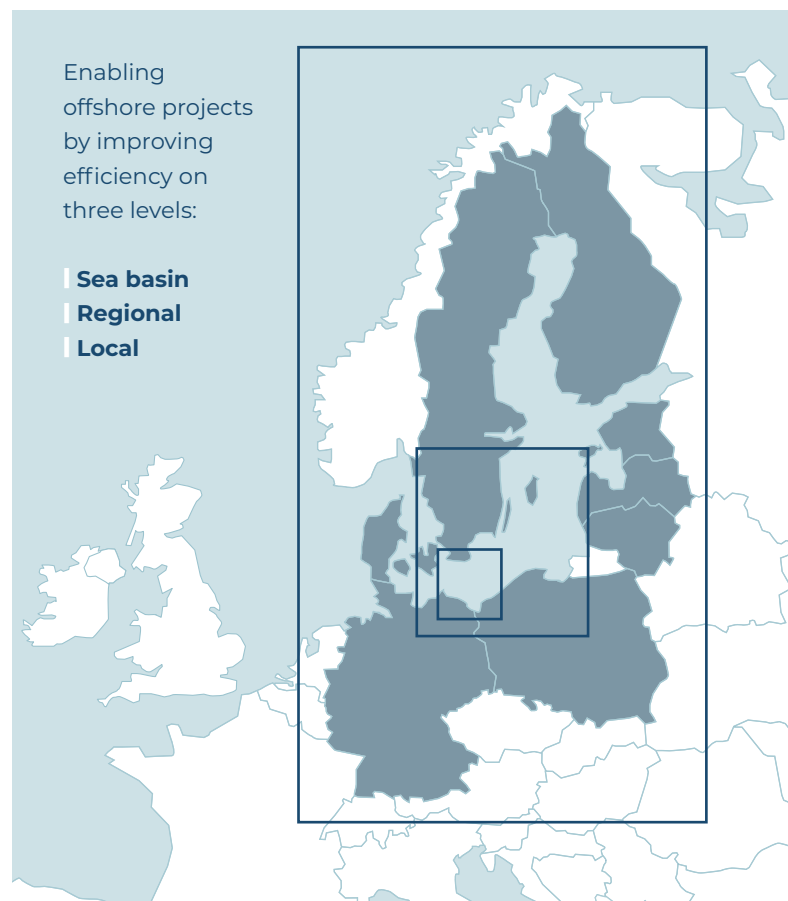 Enabling
offshore projects
by improving
efficiency on
three levels:
Sea basin
Regional
Local